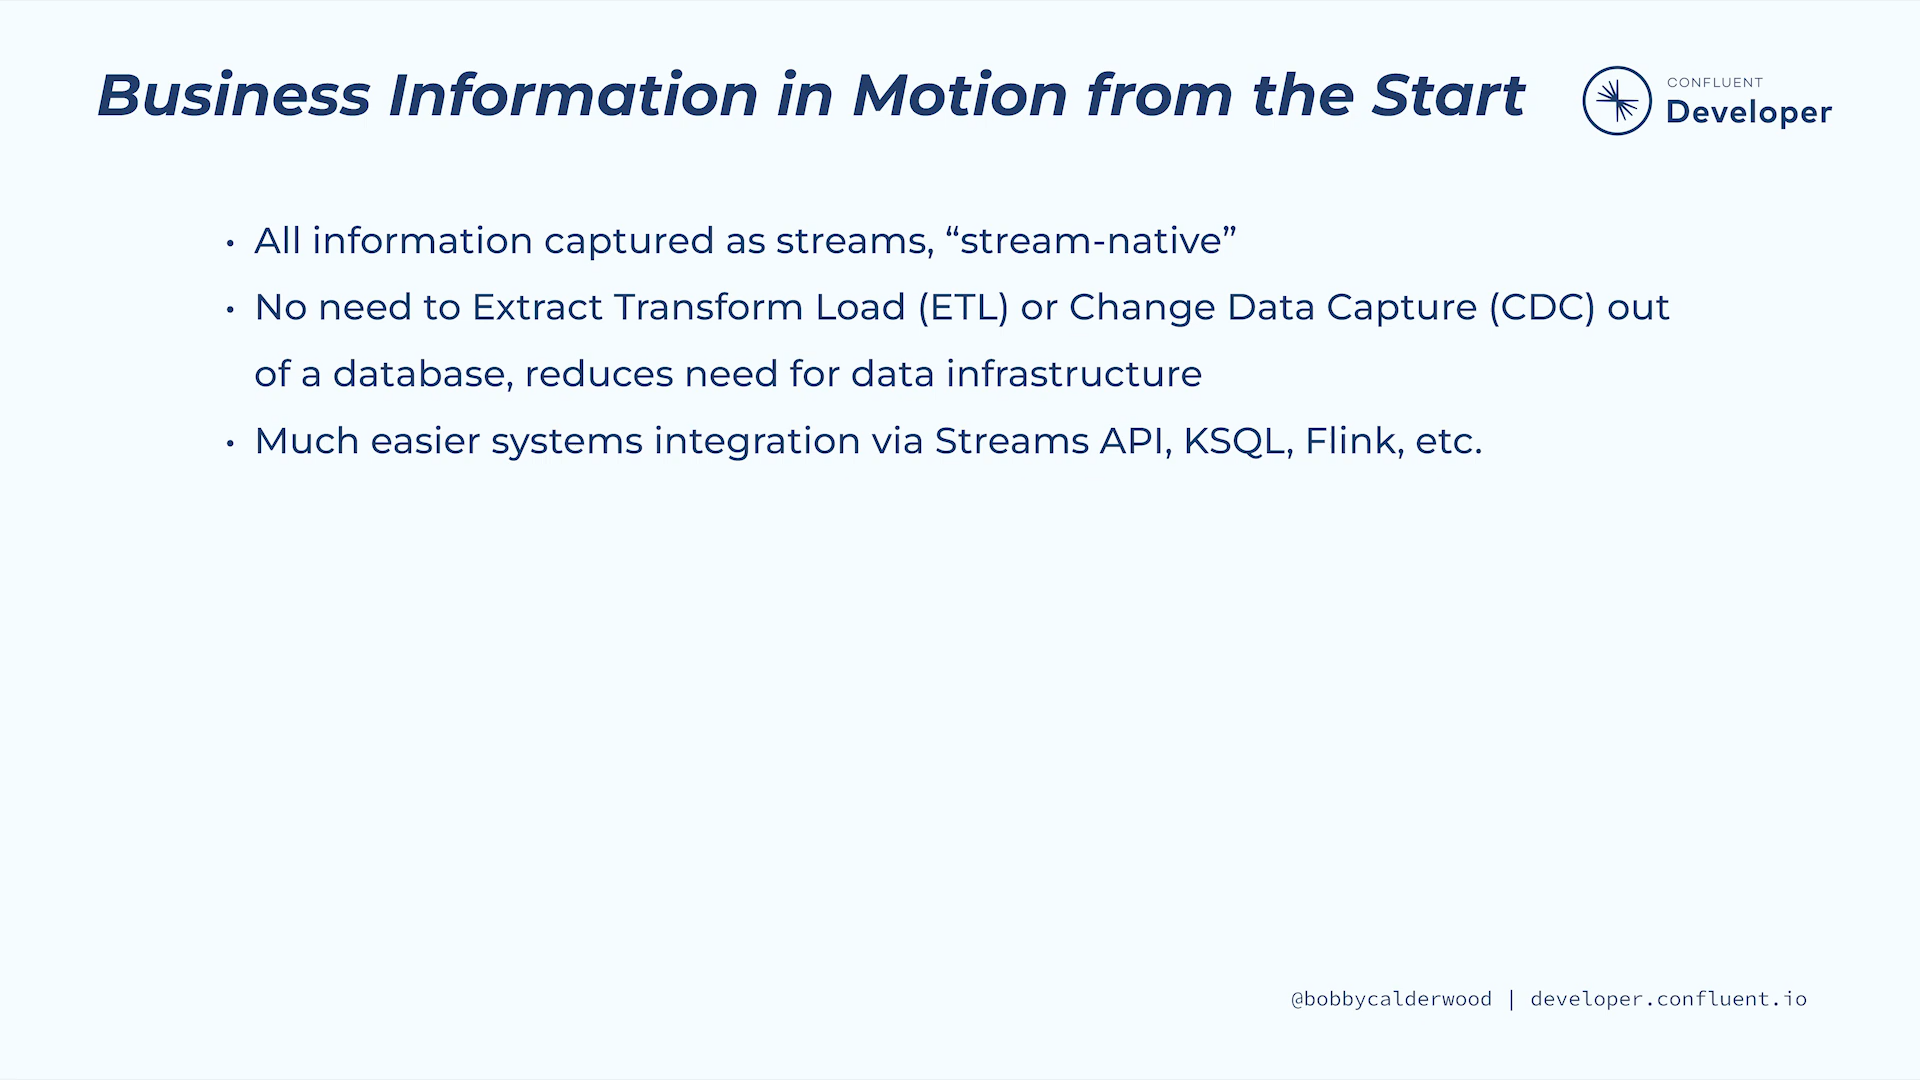 Business Information in Motion from the Start
CONFLUENT
Developer
• All information captured as streams, “stream-native”
• No need to Extract Transform Load (ETL) or Change Data Capture (CDC) out
of a database, reduces need for data infrastructure
• Much easier systems integration via Streams API, KSQL, Flink, etc.
@bobbycalderwood | developer.confluent.io